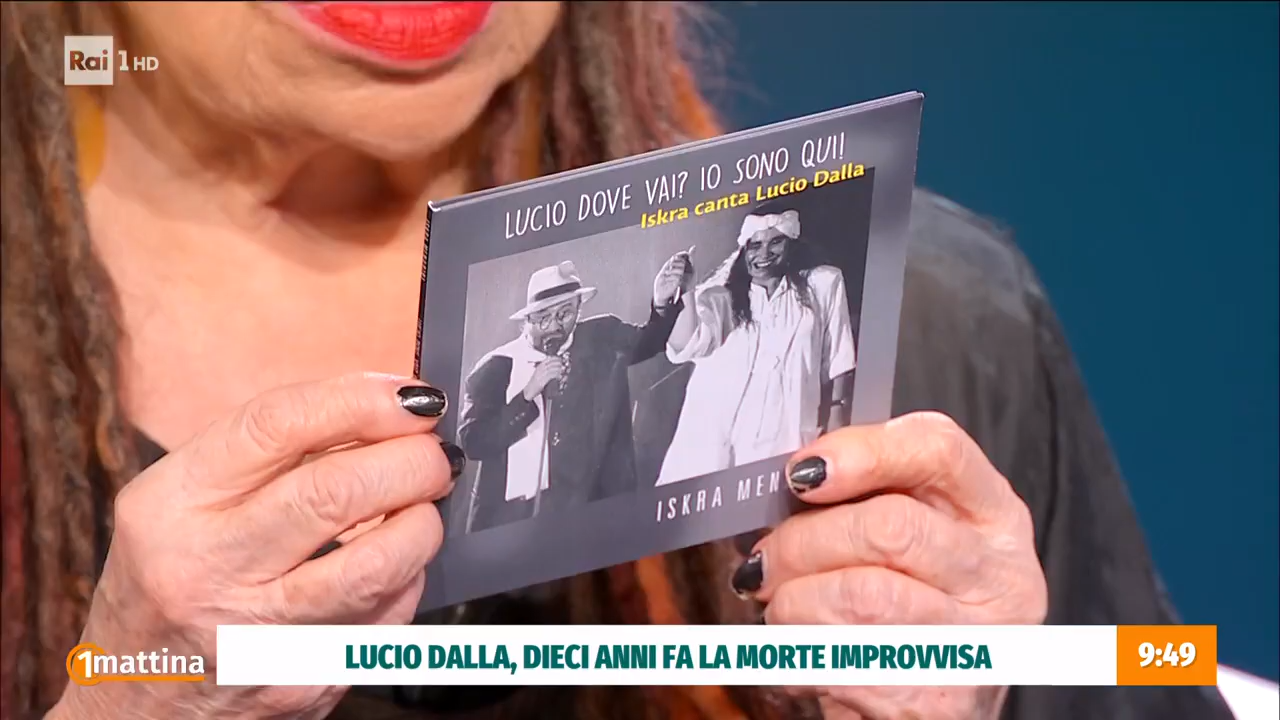 Rai 1 HD
LUCIO DOVE VAI? IO SONO QUI!
Iskra canta Lucio Dalla
ISKRA MEN
1mattina
LUCIO DALLA, DIECI ANNI FA LA MORTE IMPROVVISA
9:49